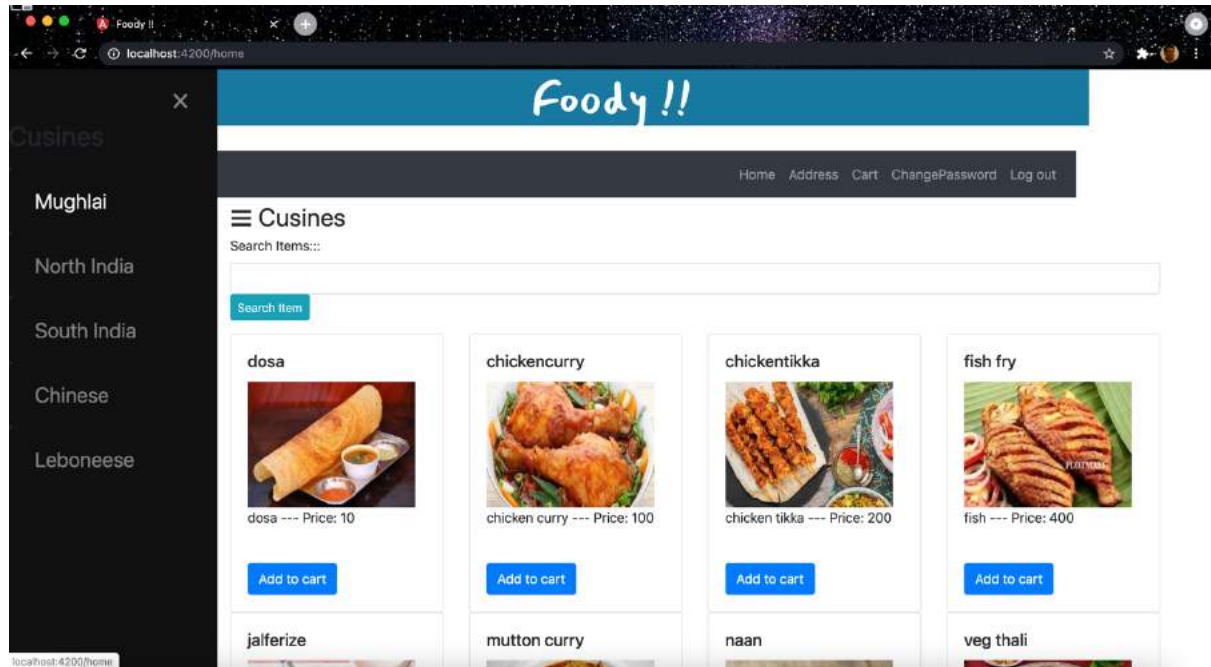 Foody !!
localhost:4200/home
Foody !!
Cusines
Mughlai
North India
South India
Chinese
Leboneese
Home Address Cart ChangePassword Log out
Cusines
Search Items:::
Search Item
dosa
dosa --- Price: 10
Add to cart
chickencurry
chicken curry --- Price: 100
Add to cart
chickentikka
chicken tikka --- Price: 200
Add to cart
fish fry
fish --- Price: 400
Add to cart
jalferize
mutton curry
naan
veg thali
localhost:4200/home